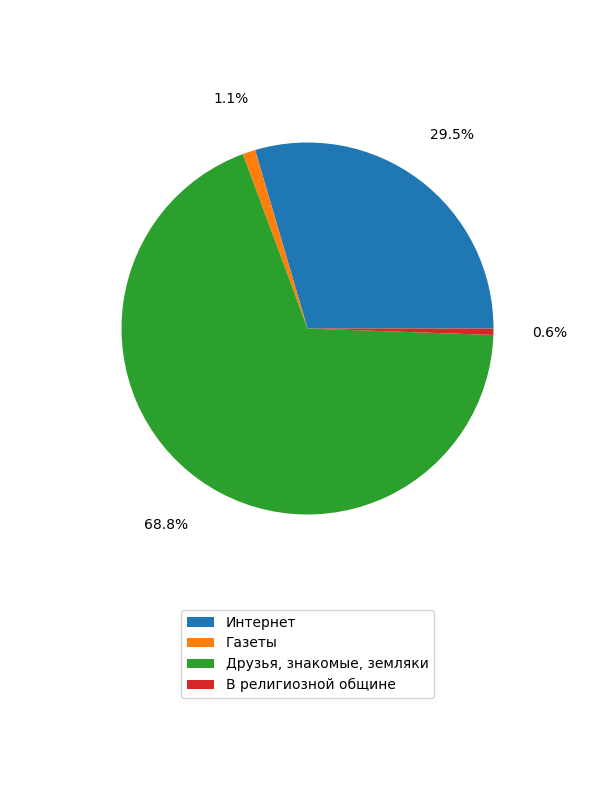 1.1%
29.5%
0.6%
68.8%
Интернет
Газеты
Друзья, знакомые, земляки
В религиозной общине